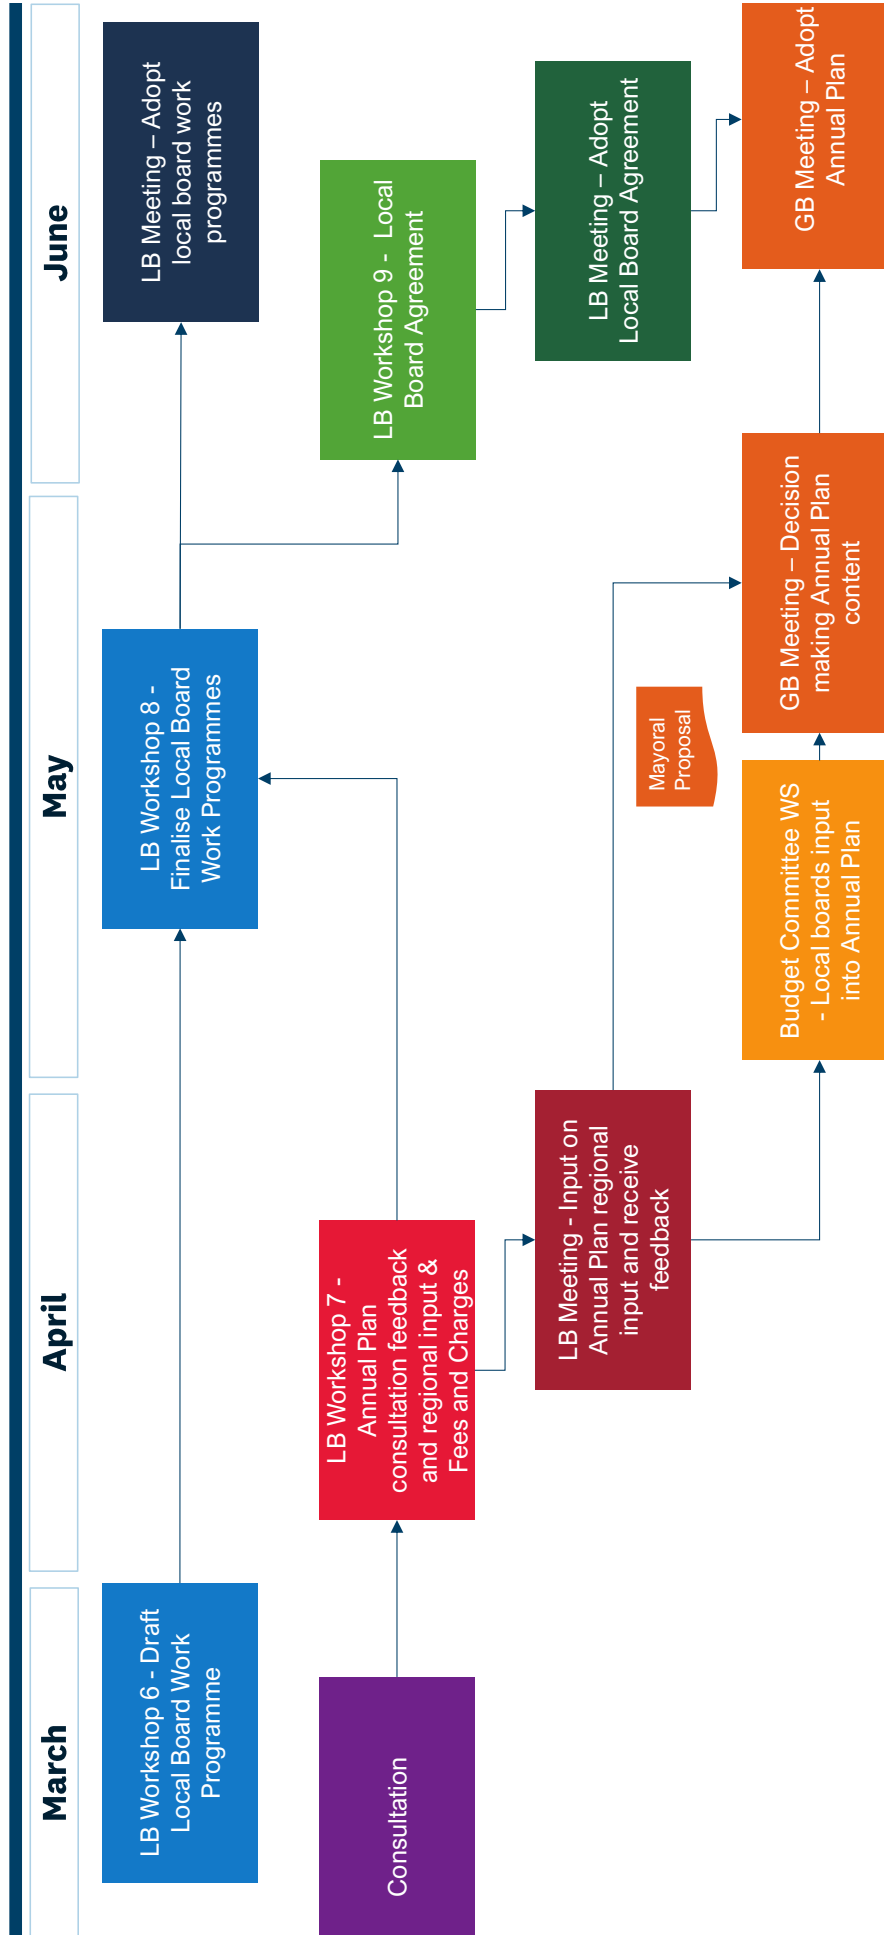 March
April
May
June
LB Workshop 6 - Draft
Local Board Work
Programme
LB Workshop 8 -
Finalise Local Board
Work Programmes
LB Meeting – Adopt
local board work
programmes
Consultation
LB Workshop 7 -
Annual Plan
consultation feedback
and regional input &
Fees and Charges
LB Workshop 9 - Local
Board Agreement
LB Meeting - Input on
Annual Plan regional
input and receive
feedback
LB Meeting – Adopt
Local Board Agreement
Mayoral
Proposal
Budget Committee WS
- Local boards input
into Annual Plan
GB Meeting – Decision
making Annual Plan
content
GB Meeting – Adopt
Annual Plan